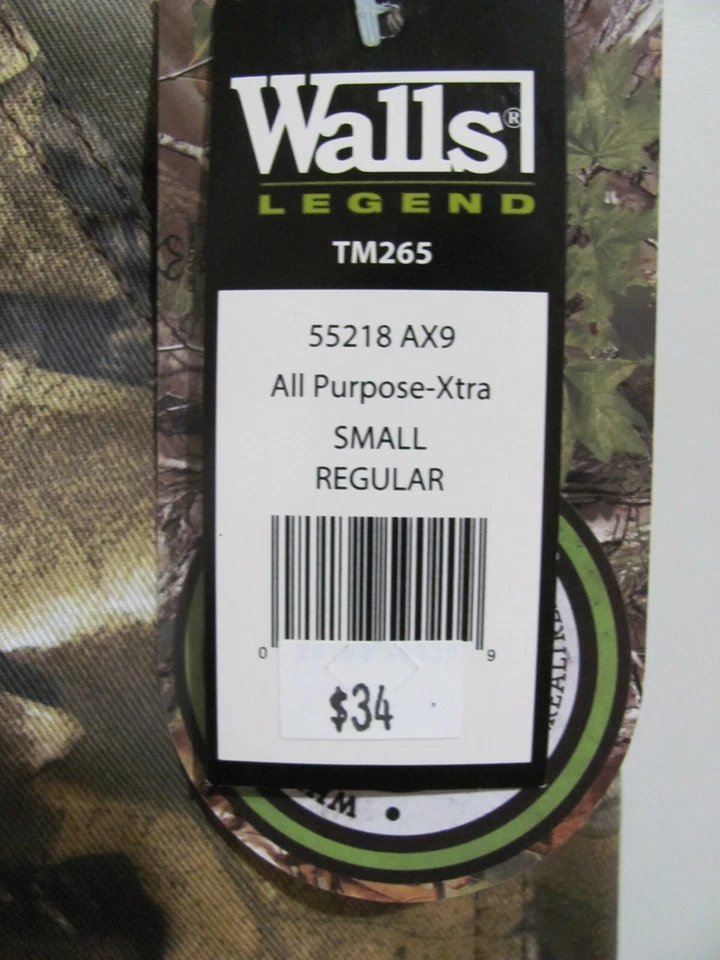 Walls®
LEGEND
TM265
55218 AX9
All Purpose-Xtra
SMALL
REGULAR
0 9
$34